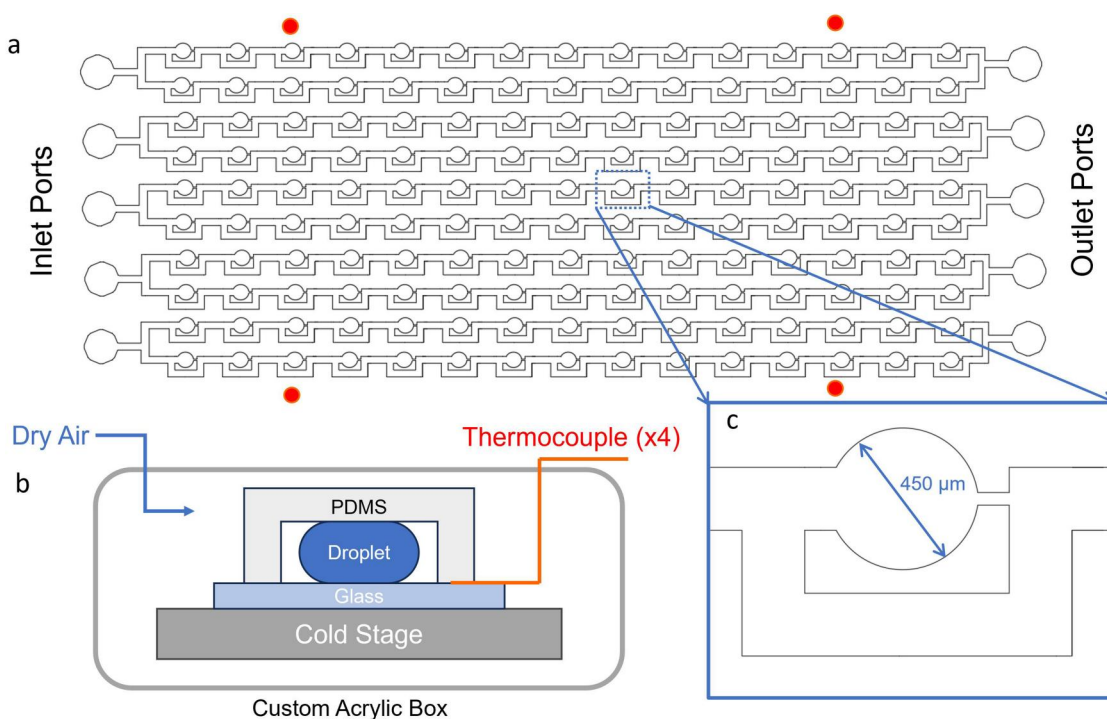 a
Inlet Ports
Outlet Ports
Dry Air
Thermocouple (x4)
b
PDMS
Droplet
Glass
Cold Stage
Custom Acrylic Box
c
450 µm